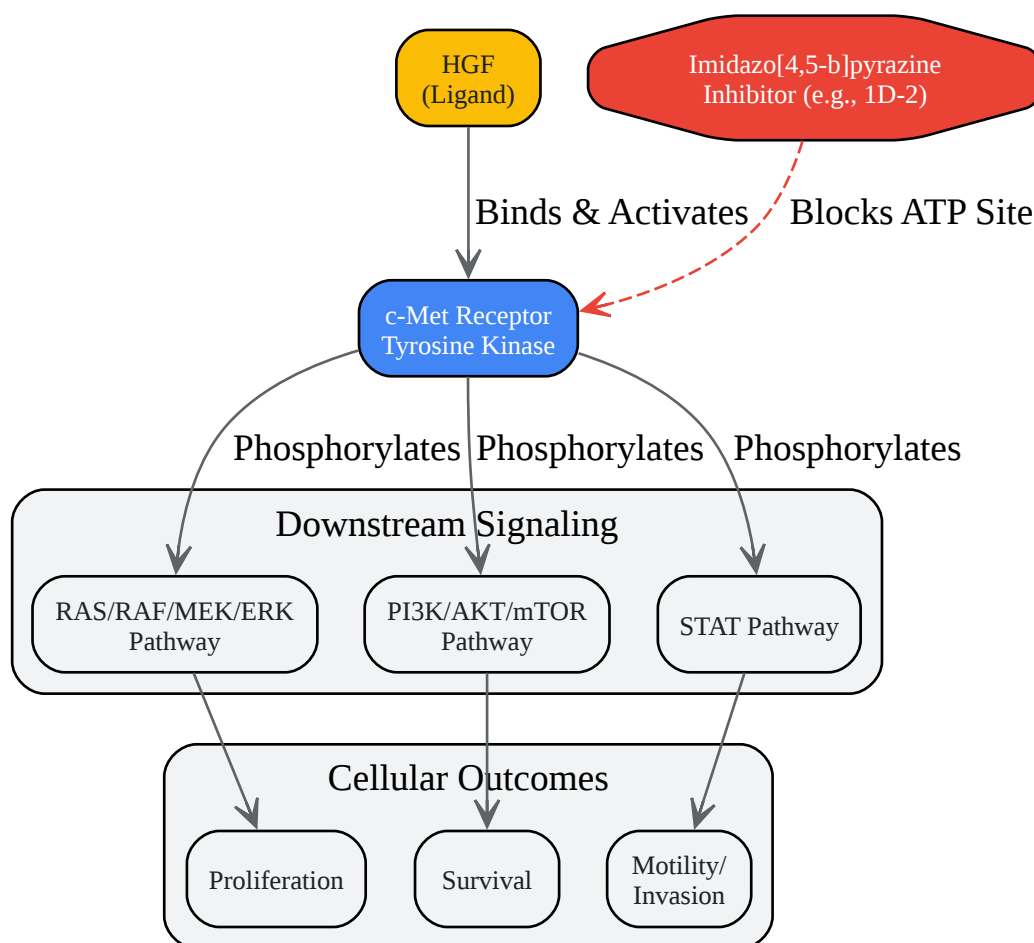 HGF
(Ligand)
Imidazo[4,5-b]pyrazine
Inhibitor (e.g., 1D-2)
Binds & Activates
Blocks ATP Site
c-Met Receptor
Tyrosine Kinase
Phosphorylates
Phosphorylates
Phosphorylates
Downstream Signaling
RAS/RAF/MEK/ERK
Pathway
PI3K/AKT/mTOR
Pathway
STAT Pathway
Cellular Outcomes
Proliferation
Survival
Motility/
Invasion